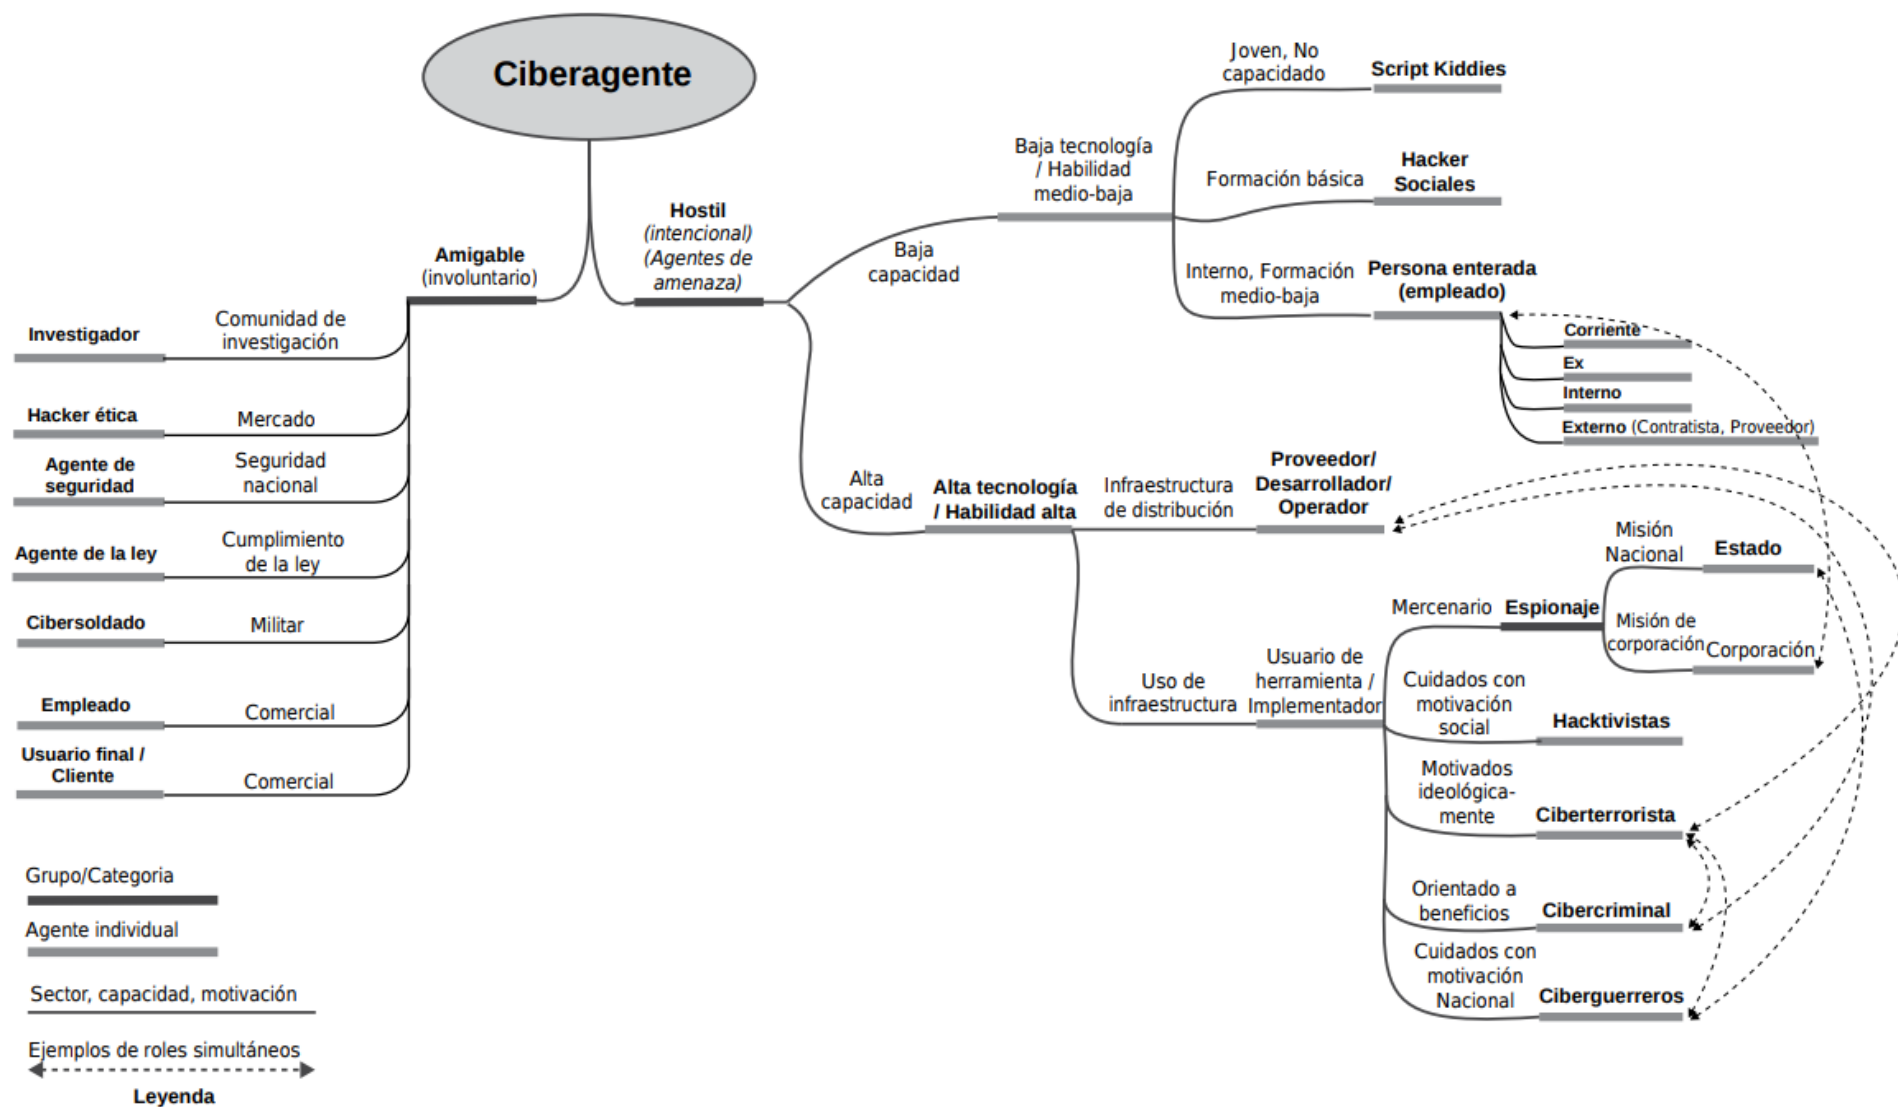 Ciberagente
Amigable
(involuntario)
Hostil
(intencional)
(Agentes de
amenaza)
Investigador
Comunidad de
investigación
Hacker ética
Mercado
Agente de
seguridad
Seguridad
nacional
Agente de la ley
Cumplimiento
de la ley
Cibersoldado
Militar
Empleado
Comercial
Usuario final /
Cliente
Comercial
Baja
capacidad
Baja tecnología
/ Habilidad
medio-baja
Joven, No
capacidado
Script Kiddies
Formación básica
Hacker
Sociales
Interno, Formación
medio-baja
Persona enterada
(empleado)
Corriente
Ex
Interno
Externo (Contratista, Proveedor)
Alta
capacidad
Alta tecnología
/ Habilidad alta
Infraestructura
de distribución
Proveedor/
Desarrollador/
Operador
Uso de
infraestructura
Usuario de
herramienta /
Implementador
Mercenario
Espionaje
Misión
Nacional
Estado
Misión de
corporación
Corporación
Cuidados con
motivación
social
Hacktivistas
Motivados
ideológica-
mente
Ciberterrorista
Orientado a
beneficios
Cibercriminal
Cuidados con
motivación
Nacional
Ciberguerreros
Grupo/Categoria
Agente individual
Sector, capacidad, motivación
Ejemplos de roles simultáneos
Leyenda